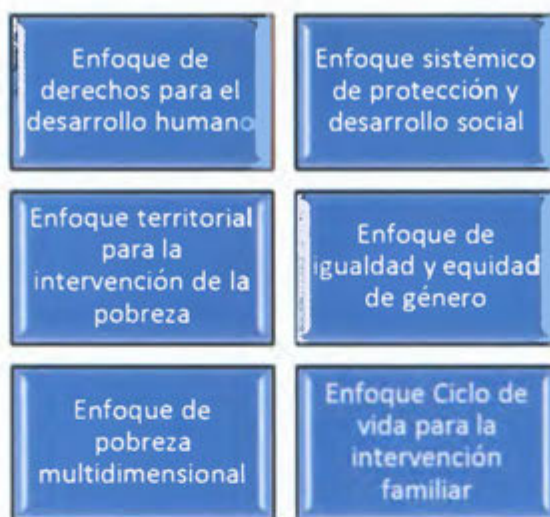 Enfoque de
derechos para el
desarrollo humano
Enfoque sistémico
de protección y
desarrollo social
Enfoque territorial
para la
intervención de la
pobreza
Enfoque de
igualdad y equidad
de género
Enfoque de
pobreza
multidimensional
Enfoque Ciclo de
vida para la
intervención
familiar